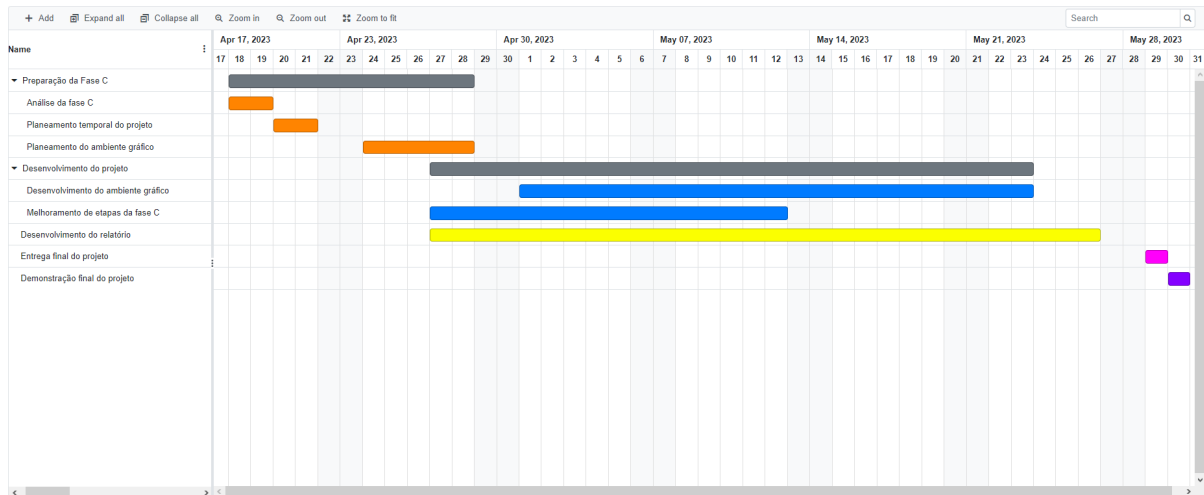 Add Expand all Collapse all Zoom in Zoom out Zoom to fit Search
Name
Apr 17, 2023 Apr 23, 2023 Apr 30, 2023 May 07, 2023 May 14, 2023 May 21, 2023 May 28, 2023
17 18 19 20 21 22 23 24 25 26 27 28 29 30 1 2 3 4 5 6 7 8 9 10 11 12 13 14 15 16 17 18 19 20 21 22 23 24 25 26 27 28 29 30 31
Preparação da Fase C
Análise da fase C
Planeamento temporal do projeto
Planeamento do ambiente gráfico
Desenvolvimento do projeto
Desenvolvimento do ambiente gráfico
Melhoramento de etapas da fase C
Desenvolvimento do relatório
Entrega final do projeto
Demonstração final do projeto